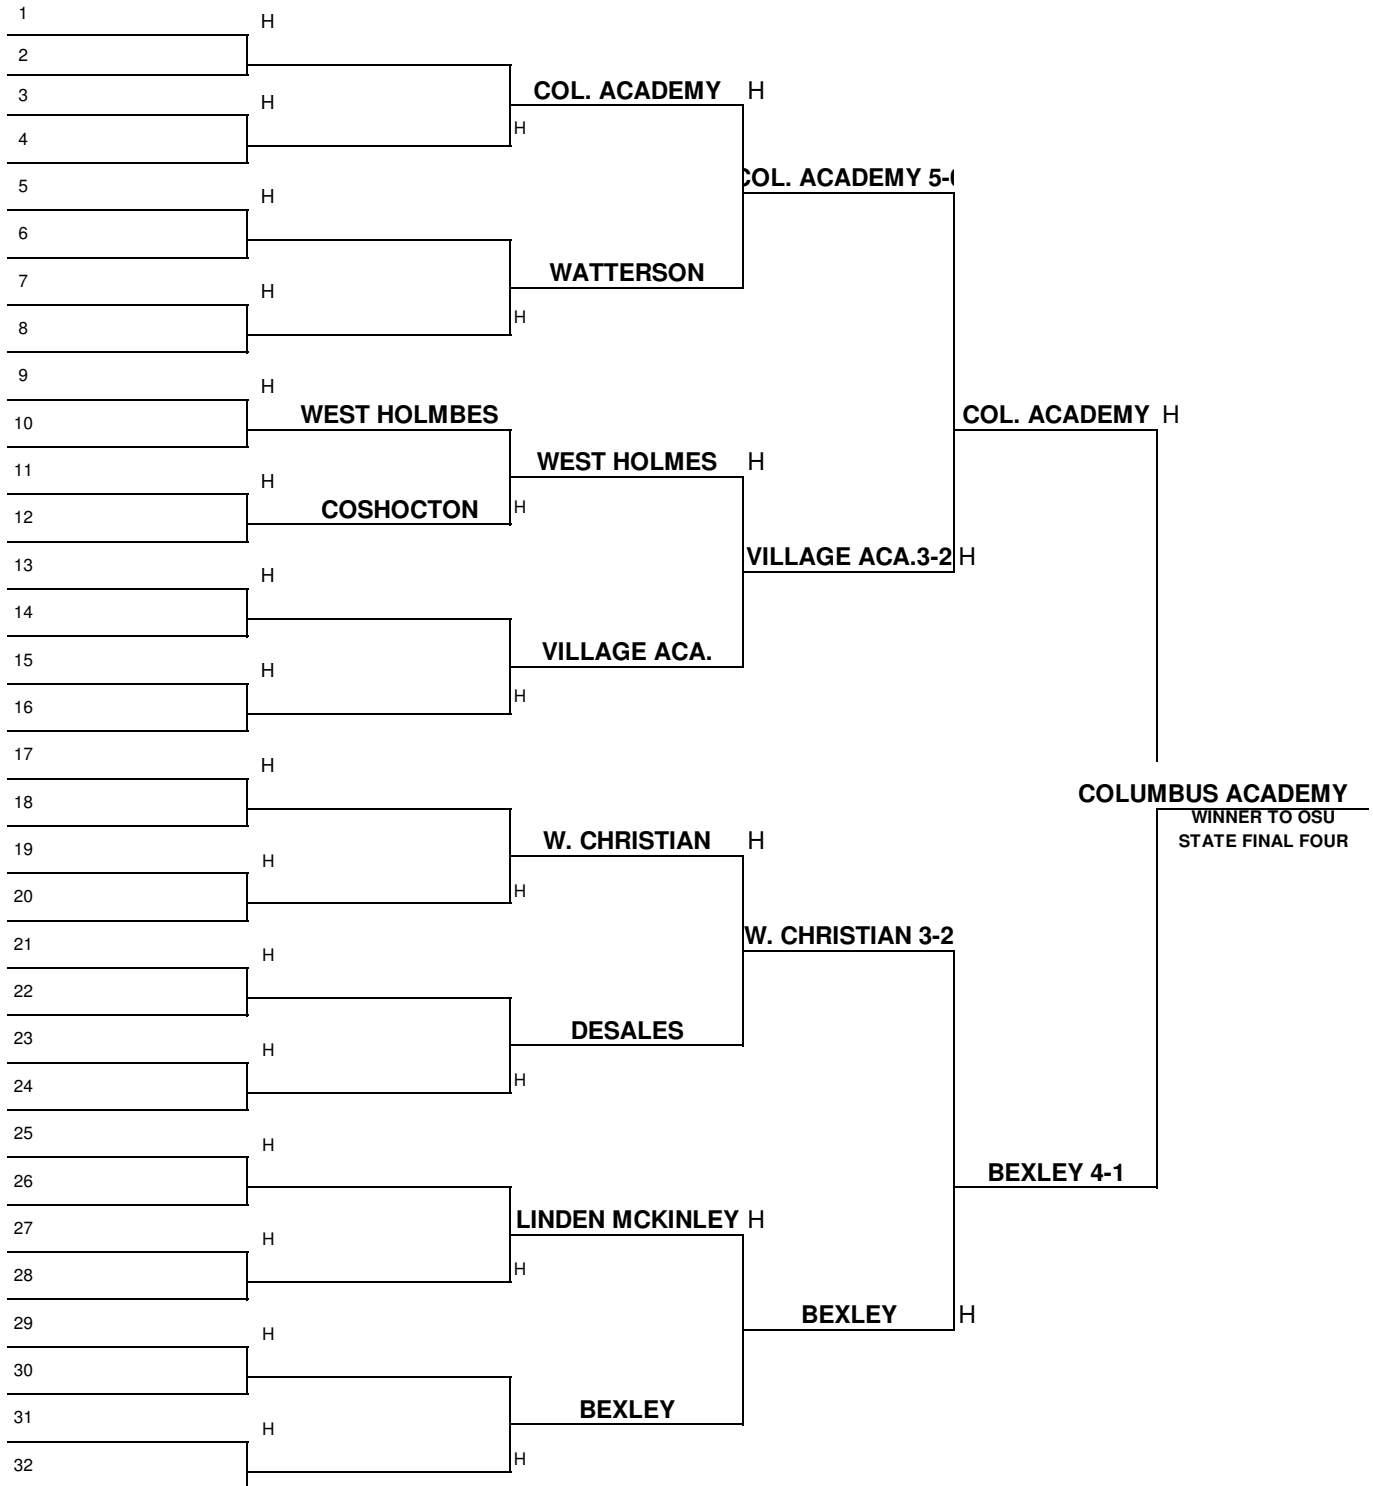 1
H
2
3
H
COL. ACADEMY H
4
H
5
H
COL. ACADEMY 5-
6
7
H
WATTERSON
8
H
9
H
10
WEST HOLMBES
COL. ACADEMY H
11
H
WEST HOLMES H
12
COSHOCTON
H
13
H
VILLAGE ACA.3-2 H
14
15
H
VILLAGE ACA.
16
H
17
H
18
COLUMBUS ACADEMY
WINNER TO OSU
STATE FINAL FOUR
19
H
W. CHRISTIAN H
20
H
21
H
W. CHRISTIAN 3-2
22
23
H
DESALES
24
H
25
H
26
BEXLEY 4-1
27
H
LINDEN MCKINLEY H
28
H
29
H
BEXLEY H
30
31
H
BEXLEY
32
H